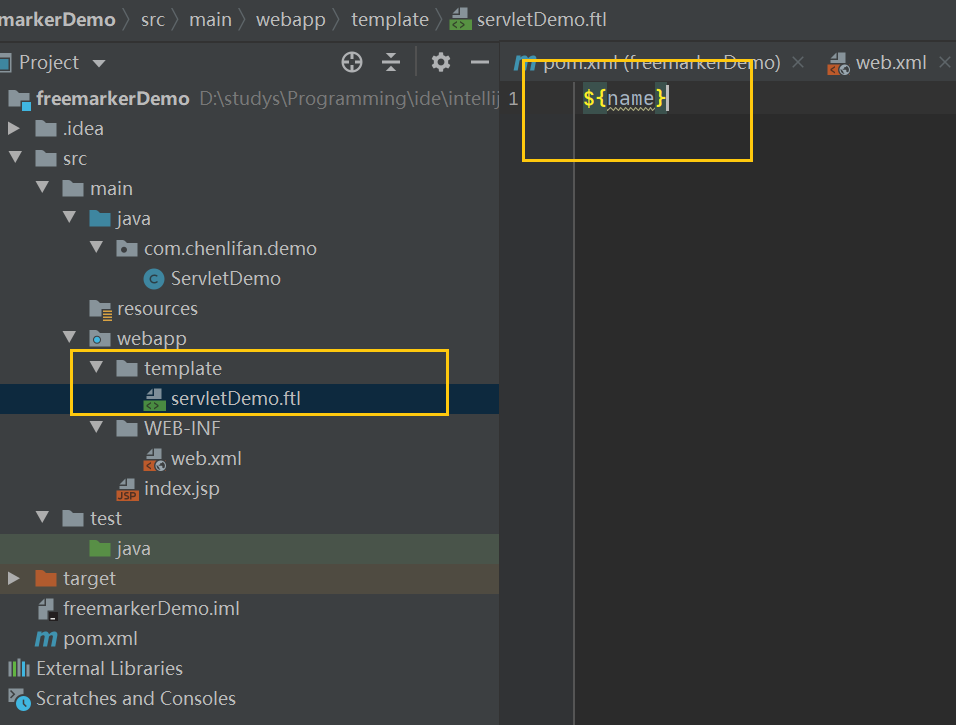 markerDemo src main webapp template servletDemo.ftl
Project
pom.xml (freemarkerDemo) web.xml
freemarkerDemo D:\studys\Programming\ide\intellij
1 ${name}
.idea
src
main
java
com.chenlifan.demo
ServletDemo
resources
webapp
template
servletDemo.ftl
WEB-INF
web.xml
index.jsp
test
java
target
freemarkerDemo.iml
pom.xml
External Libraries
Scratches and Consoles